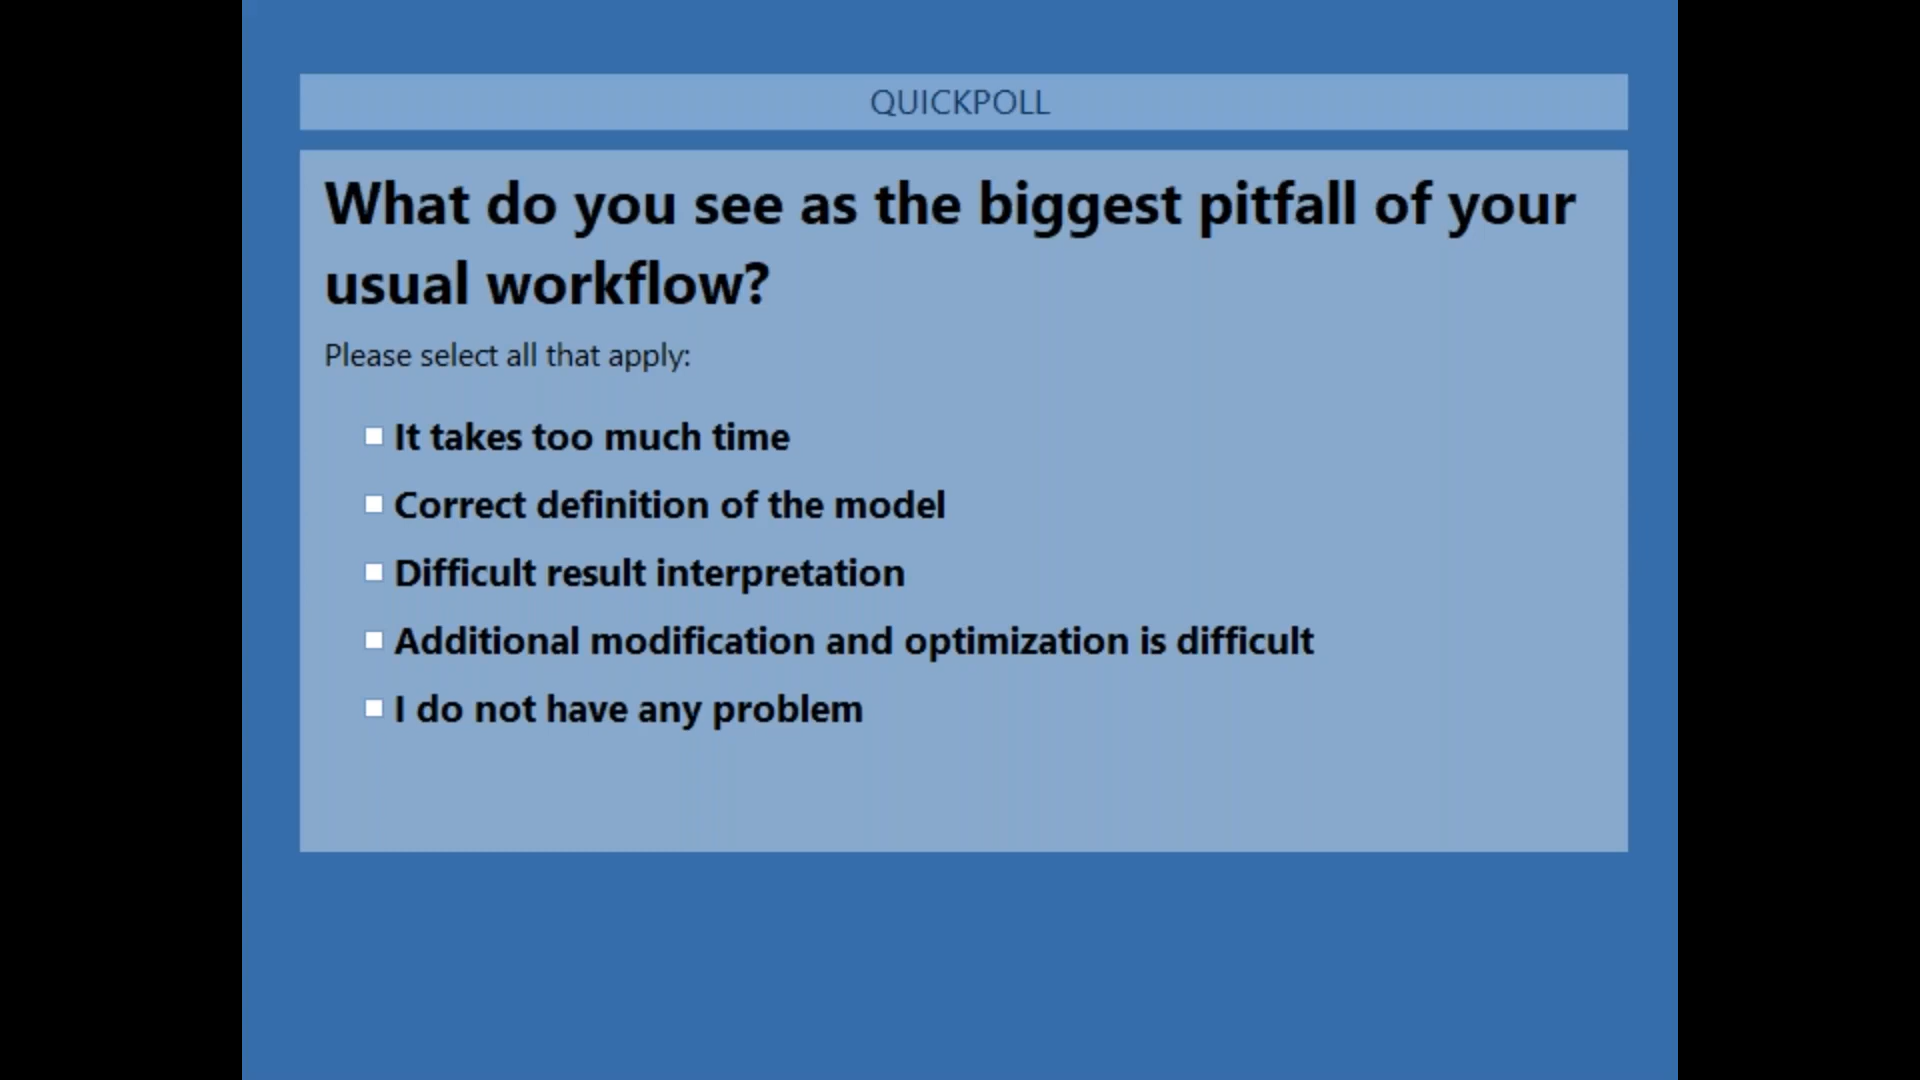 QUICKPOLL
What do you see as the biggest pitfall of your
usual workflow?
Please select all that apply:
It takes too much time
Correct definition of the model
Difficult result interpretation
Additional modification and optimization is difficult
I do not have any problem